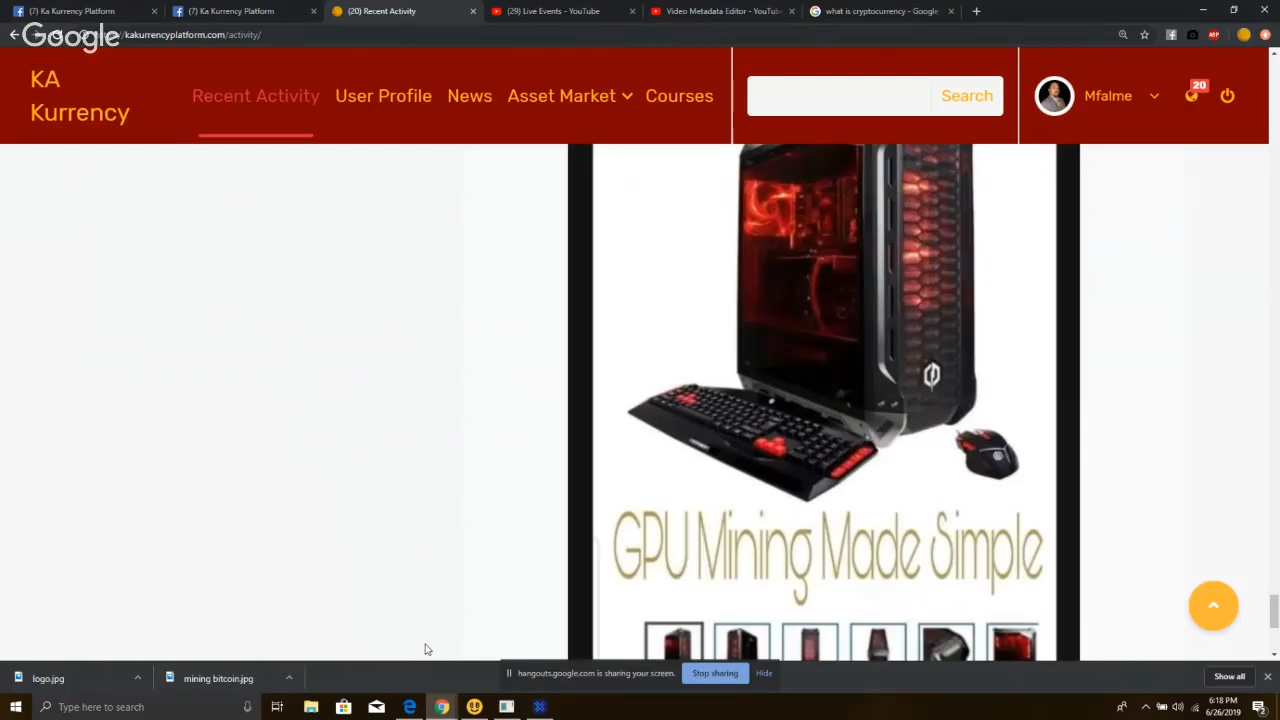 (7) Ka Kurrency Platform
(7) Ka Kurrency Platform
(20) Recent Activity
(29) Live Events - YouTube
Video Metadata Editor - YouTube
what is cryptocurrency - Google
Google
kakurrencyplatform.com/activity/
ABP
KA
Kurrency
Recent Activity
User Profile
News
Asset Market
Courses
Search
Mfalme
20
GPU Mining Made Simple
logo.jpg
mining bitcoin.jpg
hangouts.google.com is sharing your screen.
Stop sharing
Hide
Show all
Type here to search
6:18 PM
6/26/2019
2